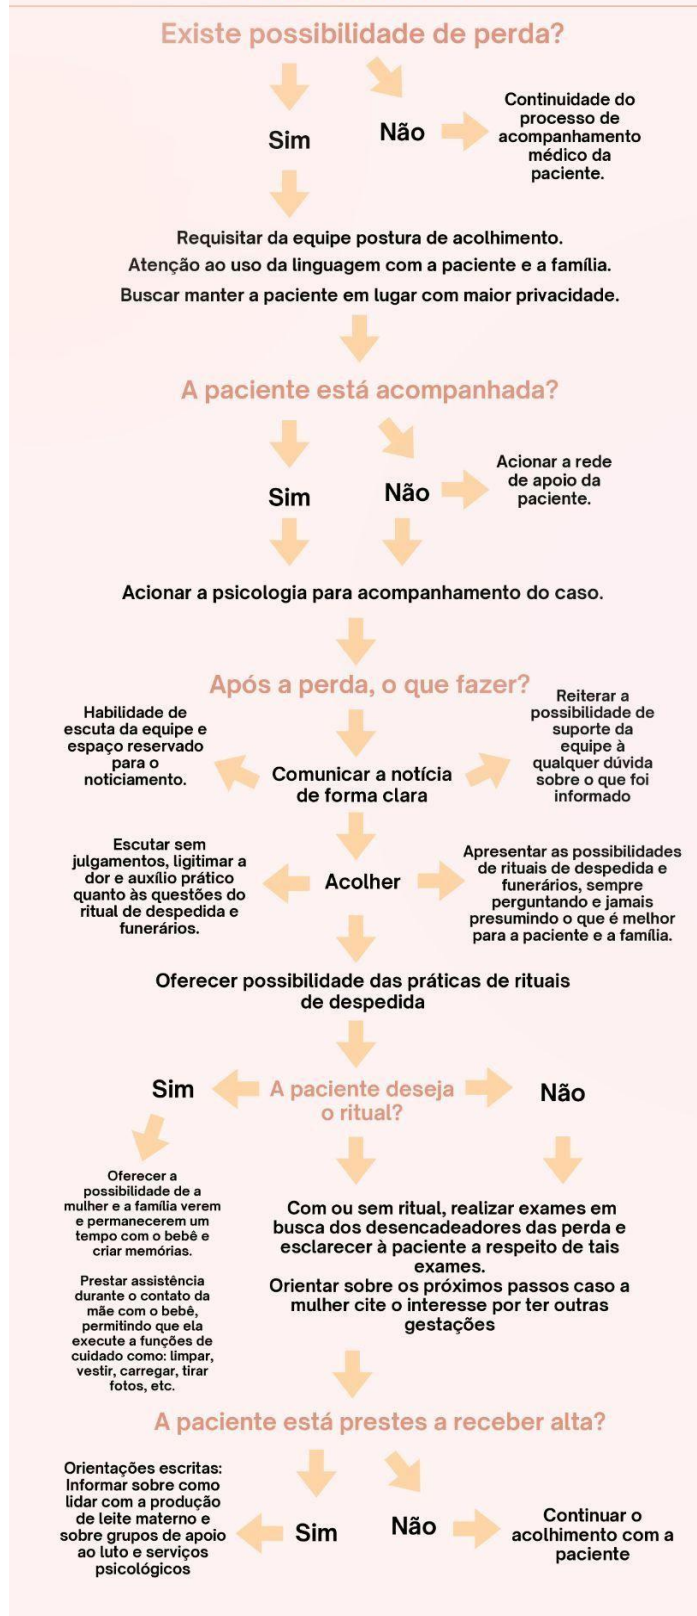 Existe possibilidade de perda?
Sim
Não
Continuidade do
processo de
acompanhamento
médico da
paciente.
Requisitar da equipe postura de acolhimento.
Atenção ao uso da linguagem com a paciente e a família.
Buscar manter a paciente em lugar com maior privacidade.
A paciente está acompanhada?
Sim
Não
Acionar a rede
de apoio da
paciente.
Acionar a psicologia para acompanhamento do caso.
Após a perda, o que fazer?
Habilidade de
escuta da equipe e
espaço reservado
para o
noticiamento.
Comunicar a notícia
de forma clara
Reiterar a
possibilidade de
suporte da
equipe à
qualquer dúvida
sobre o que foi
informado
Escutar sem
julgamentos, ligitimar a
dor e auxílio prático
quanto às questões do
ritual de despedida e
funerários.
Acolher
Apresentar as possibilidades
de rituais de despedida e
funerários, sempre
perguntando e jamais
presumindo o que é melhor
para a paciente e a família.
Oferecer possibilidade das práticas de rituais
de despedida
Sim
A paciente deseja
o ritual?
Não
Oferecer a
possibilidade de a
mulher e a família verem
e permanecerem um
tempo com o bebê e
criar memórias.
Prestar assistência
durante o contato da
mãe com o bebê,
permitindo que ela
execute a funções de
cuidado como: limpar,
vestir, carregar, tirar
fotos, etc.
Com ou sem ritual, realizar exames em
busca dos desencadeadores das perda e
esclarecer à paciente a respeito de tais
exames.
Orientar sobre os próximos passos caso a
mulher cite o interesse por ter outras
gestações
A paciente está prestes a receber alta?
Orientações escritas:
Informar sobre como
lidar com a produção
de leite materno e
sobre grupos de apoio
ao luto e serviços
psicológicos
Sim
Não
Continuar o
acolhimento com a
paciente